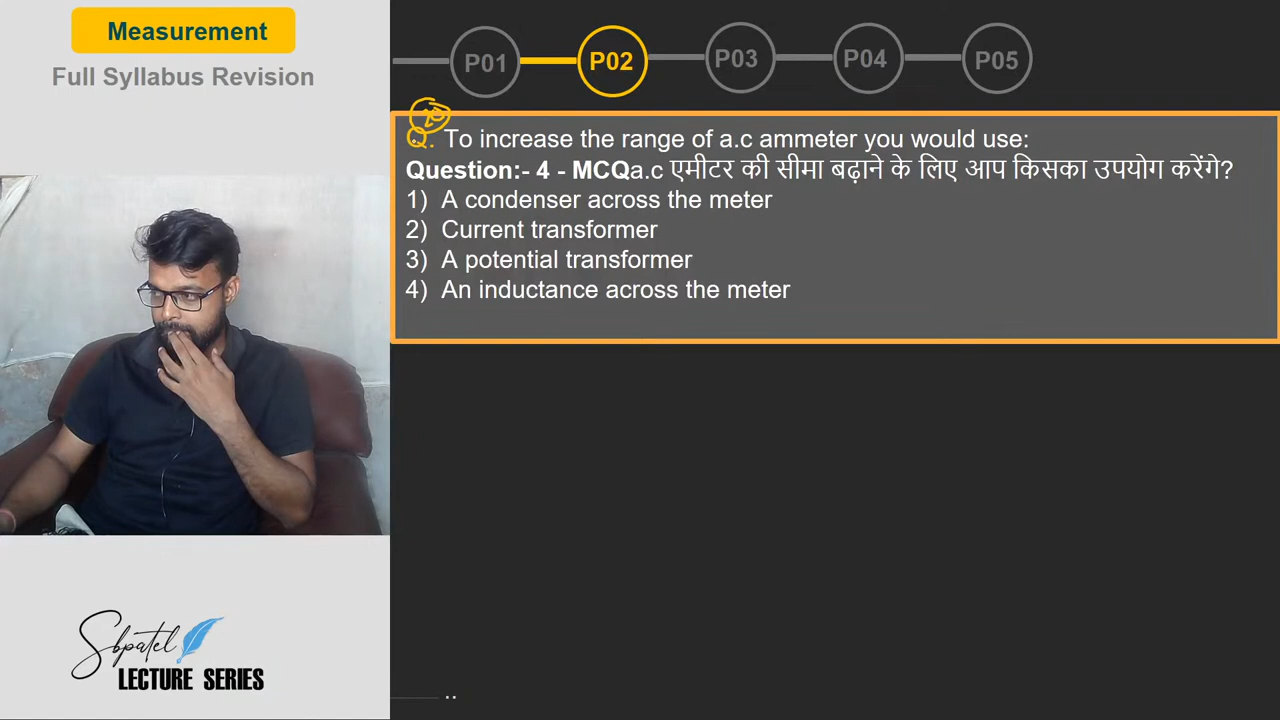 Measurement
Full Syllabus Revision
P01
P02
P03
P04
P05
Q. To increase the range of a.c ammeter you would use:
Question:- 4 - MCQa.c एमीटर की सीमा बढ़ाने के लिए आप किसका उपयोग करेंगे?
1) A condenser across the meter
2) Current transformer
3) A potential transformer
4) An inductance across the meter
Sbpatel
LECTURE SERIES
..